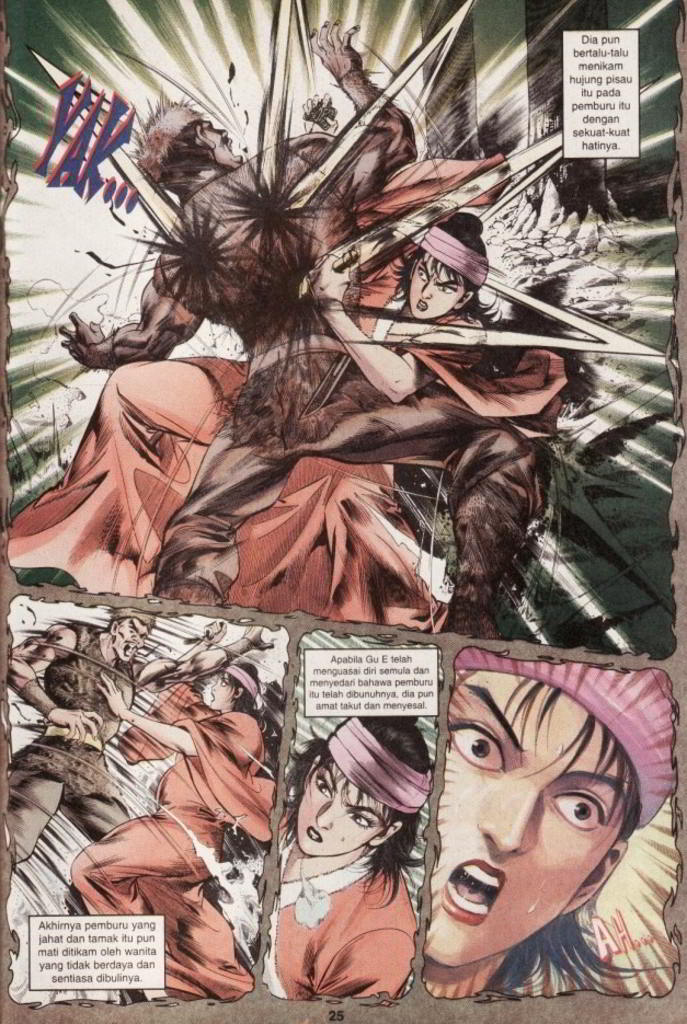 Dia pun
bertalu-talu
menikam
hujung pisau
itu pada
pemburu itu
dengan
sekuat-kuat
hatinya.
YAK...
Apabila Gu E telah
menguasai diri semula dan
menyedari bahawa pemburu
itu telah dibunuhnya, dia pun
amat takut dan menyesal.
Akhirnya pemburu yang
jahat dan tamak itu pun
mati ditikam oleh wanita
yang tidak berdaya dan
sentiasa dibulinya.
AH....
25